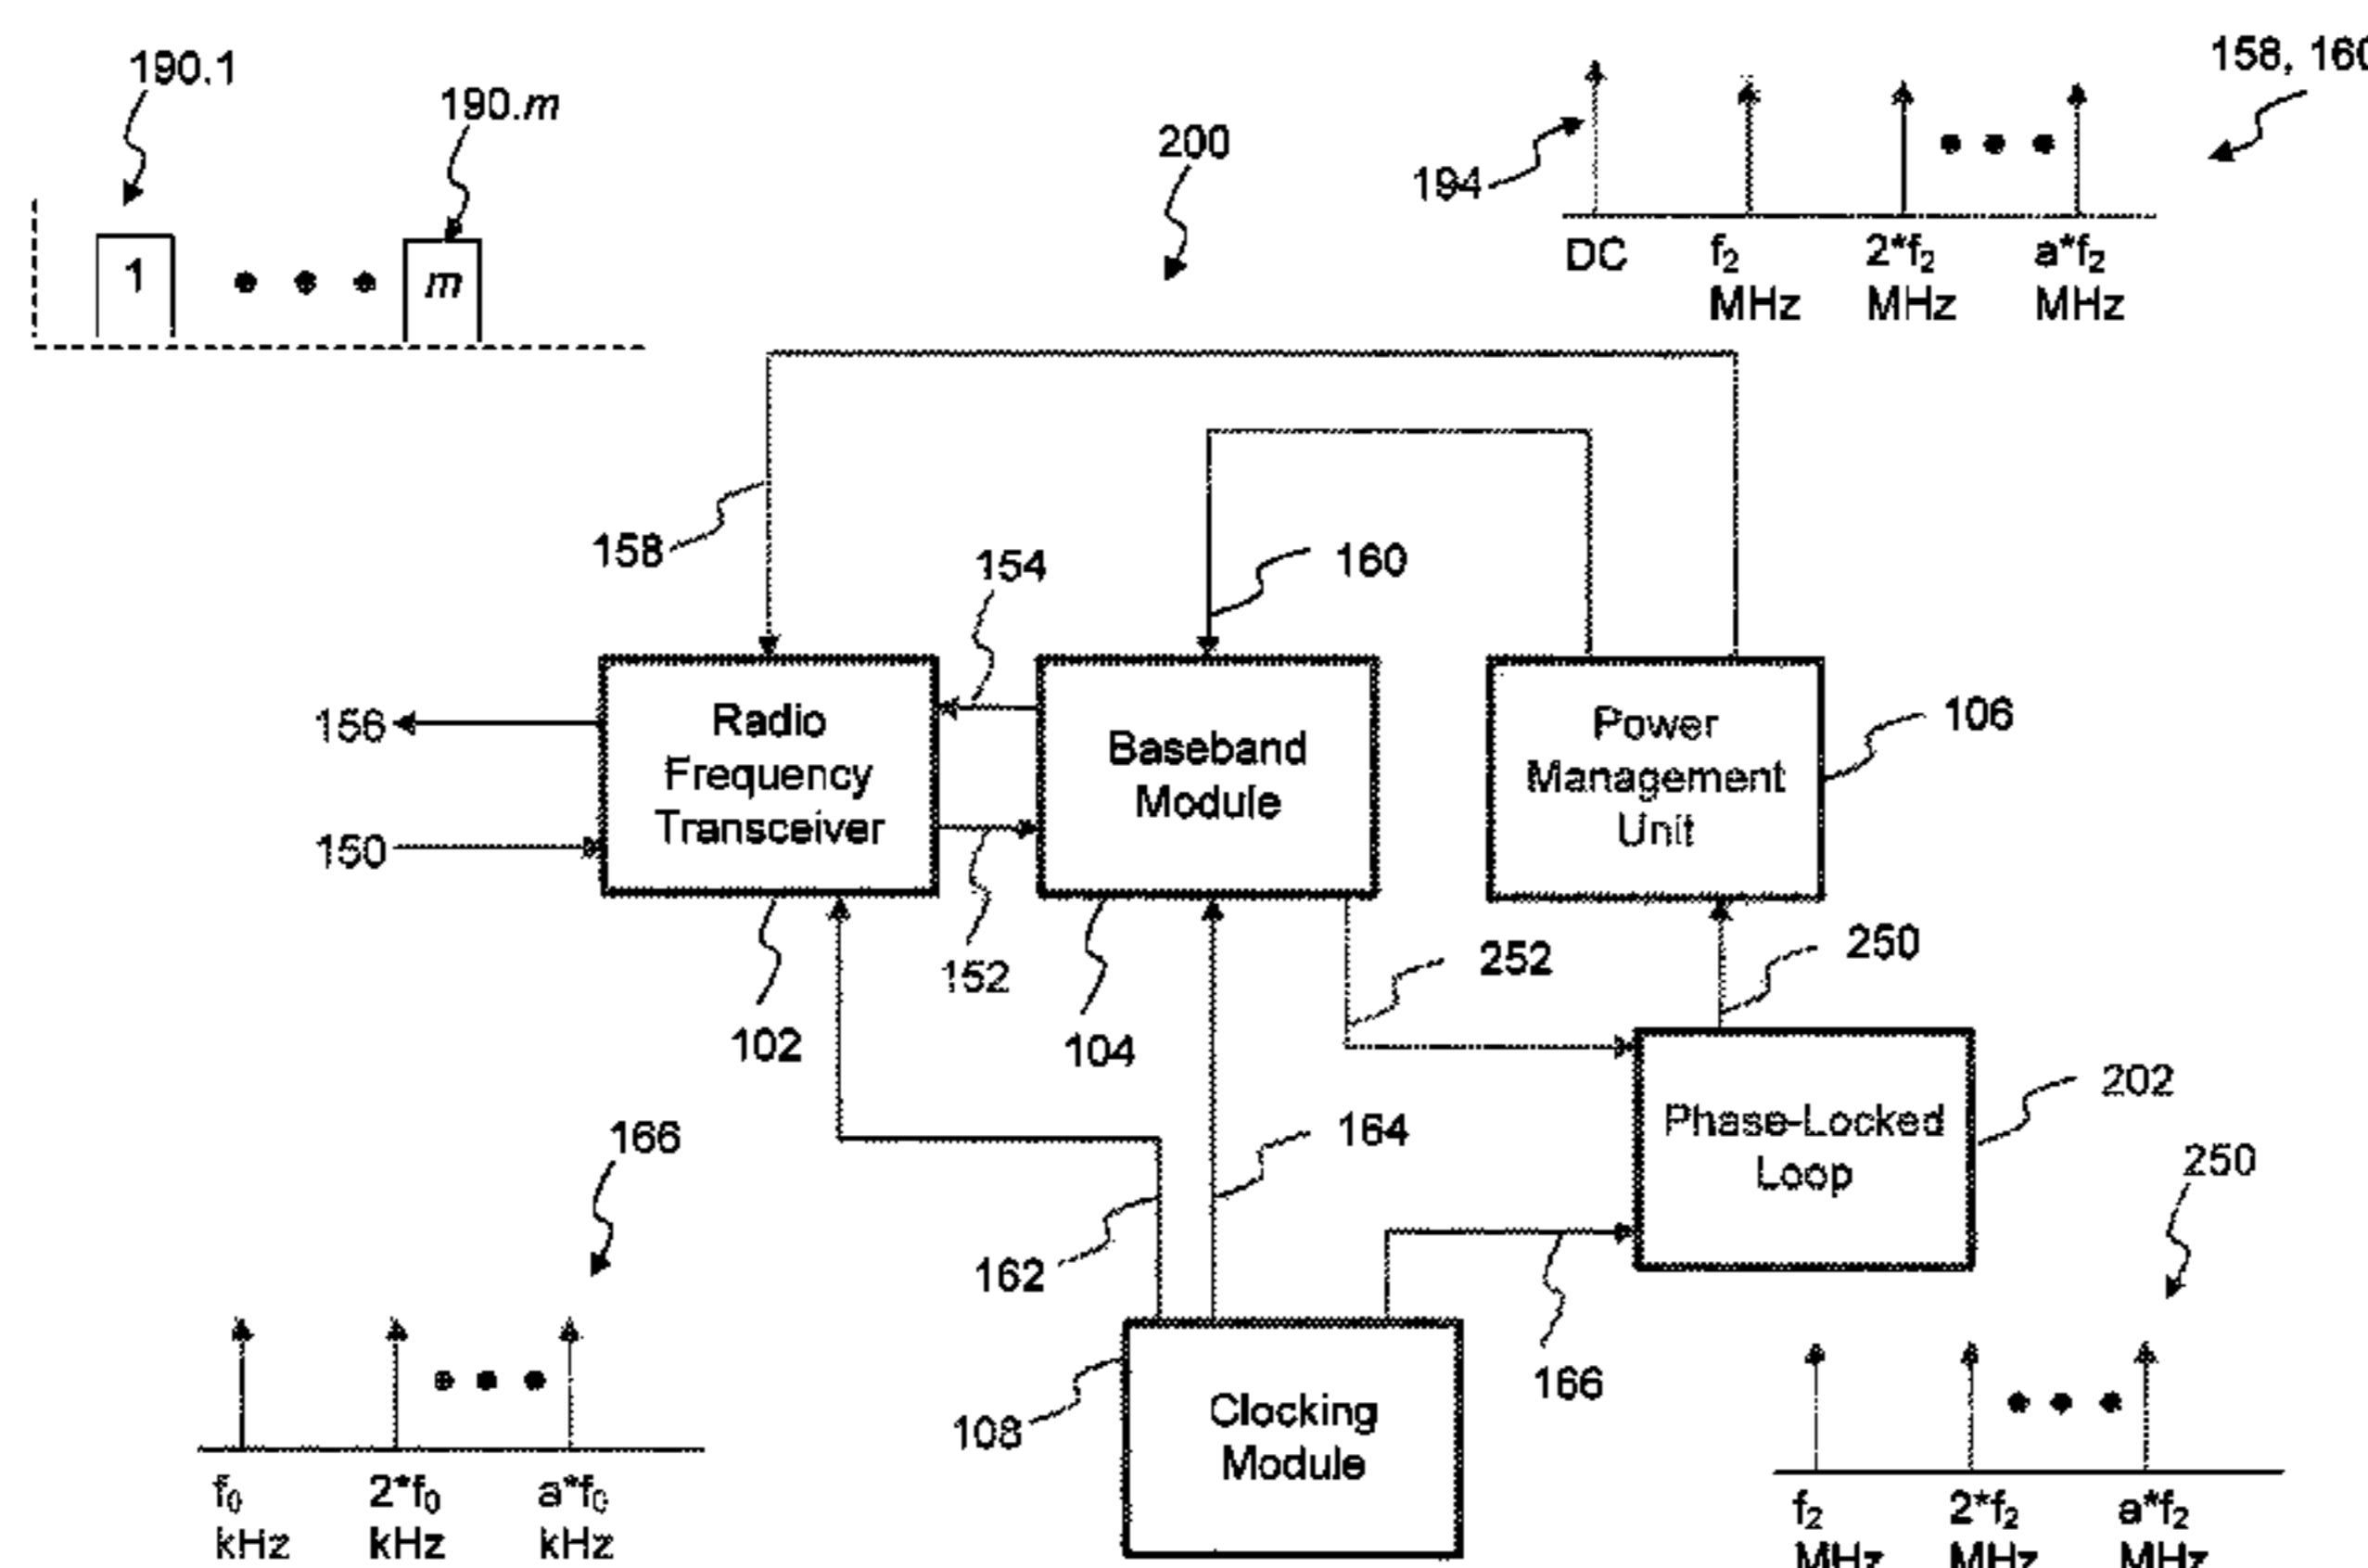 190.1
190.m
1
m
200
158, 160
194
DC
f₂
MHz
2*f₂
MHz
a*f₂
MHz
158
154
160
156
150
Radio
Frequency
Transceiver
Baseband
Module
Power
Management
Unit
106
152
102
104
252
250
Phase-Locked
Loop
202
250
166
162
164
166
108
Clocking
Module
f₀
kHz
2*f₀
kHz
a*f₀
kHz
f₂
MHz
2*f₂
MHz
a*f₂
MHz